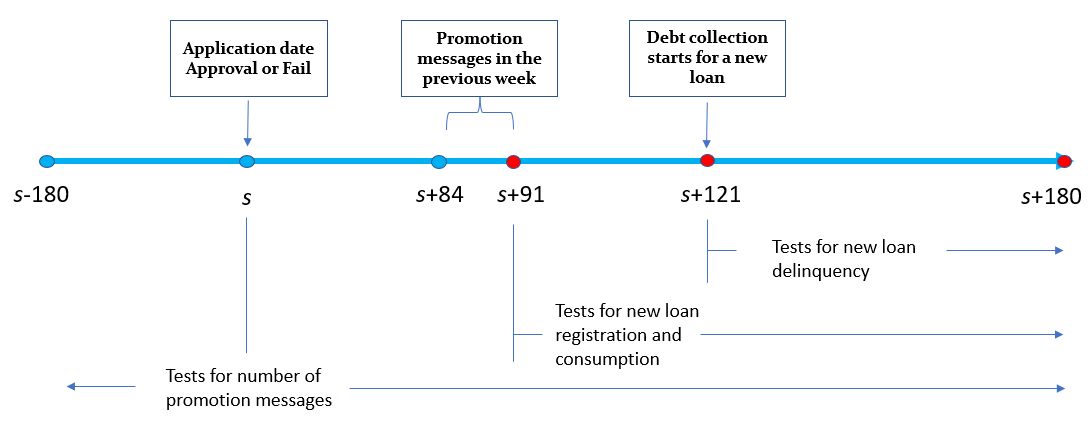 Application date
Approval or Fail
Promotion
messages in the
previous week
Debt collection
starts for a new
loan
s-180
s
s+84
s+91
s+121
s+180
Tests for new loan
delinquency
Tests for new loan
registration and
consumption
Tests for number of
promotion messages